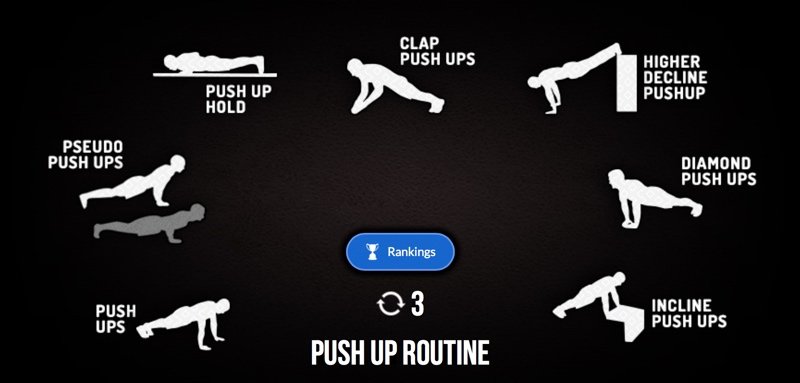 CLAP
PUSH UPS
PUSH UP
HOLD
HIGHER
DECLINE
PUSHUP
PSEUDO
PUSH UPS
DIAMOND
PUSH UPS
Rankings
PUSH
UPS
3
INCLINE
PUSH UPS
PUSH UP ROUTINE